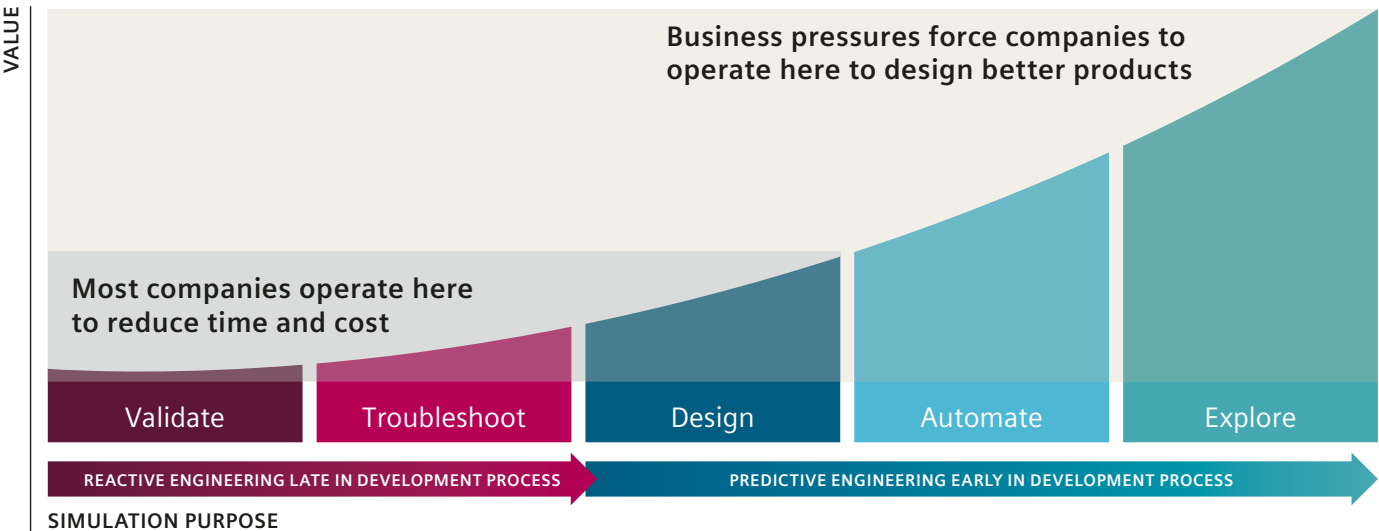 VALUE
Business pressures force companies to
operate here to design better products
Most companies operate here
to reduce time and cost
Validate
Troubleshoot
Design
Automate
Explore
REACTIVE ENGINEERING LATE IN DEVELOPMENT PROCESS
PREDICTIVE ENGINEERING EARLY IN DEVELOPMENT PROCESS
SIMULATION PURPOSE